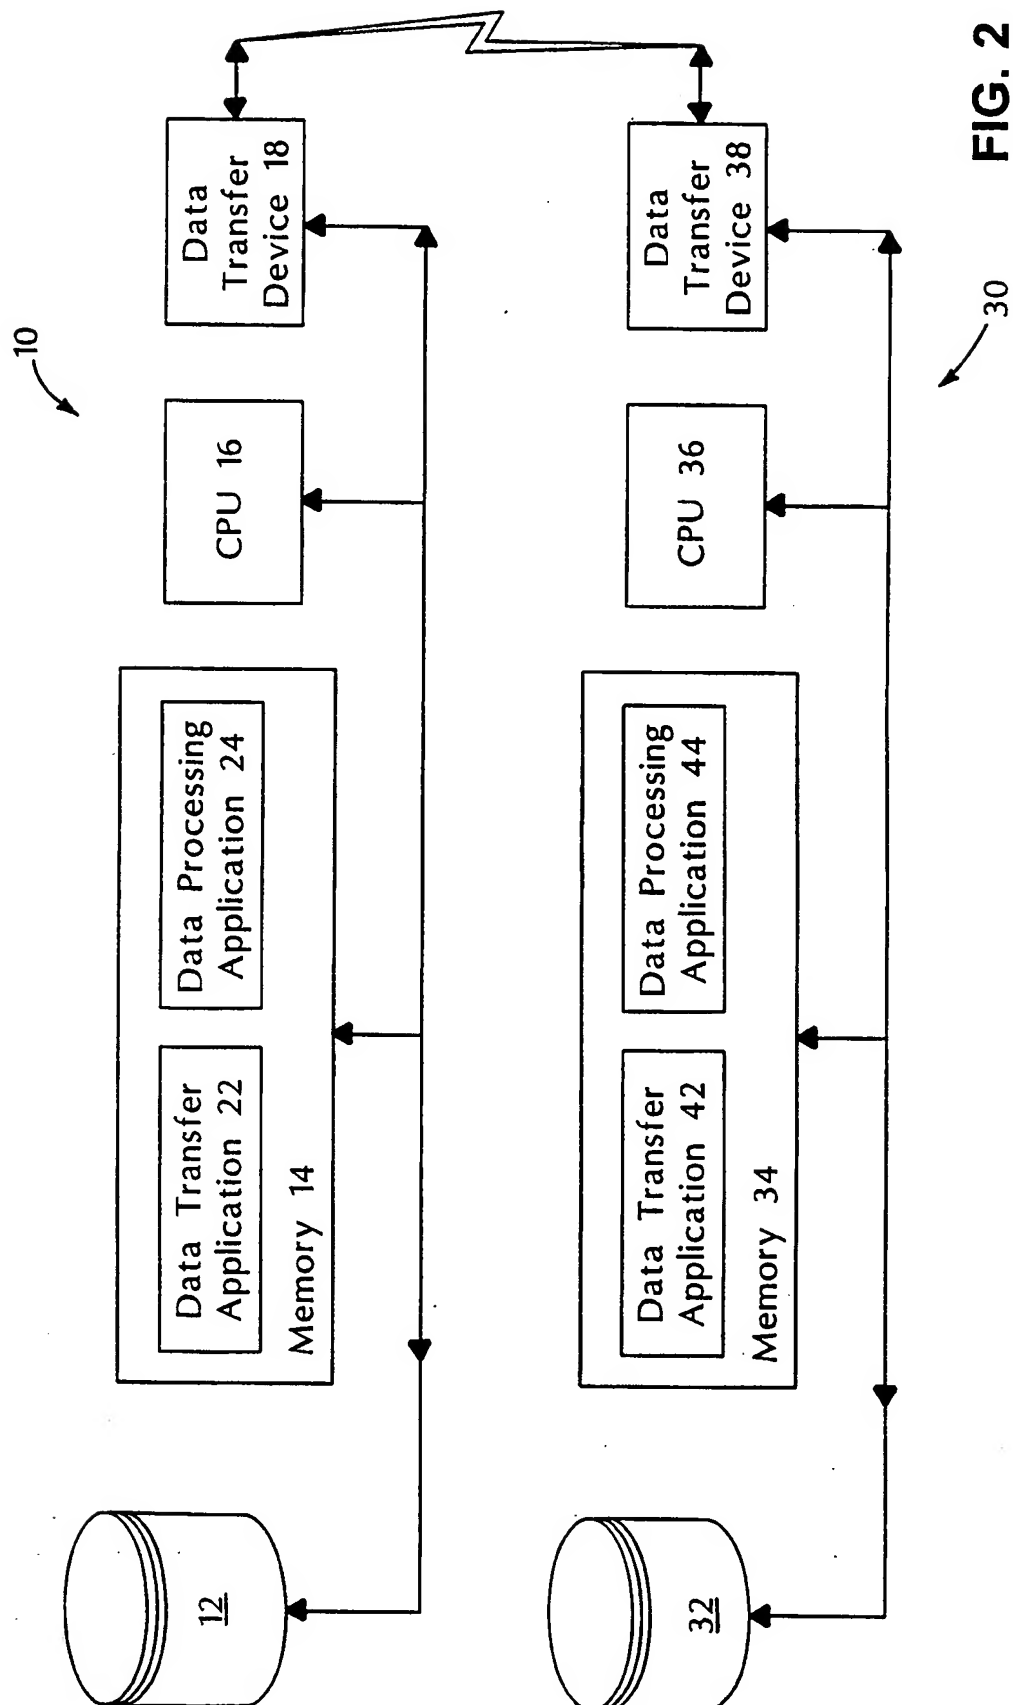 10
12
Data Transfer
Application 22
Data Processing
Application 24
Memory 14
CPU 16
Data
Transfer
Device 18
32
Data Transfer
Application 42
Data Processing
Application 44
Memory 34
CPU 36
Data
Transfer
Device 38
30
FIG. 2